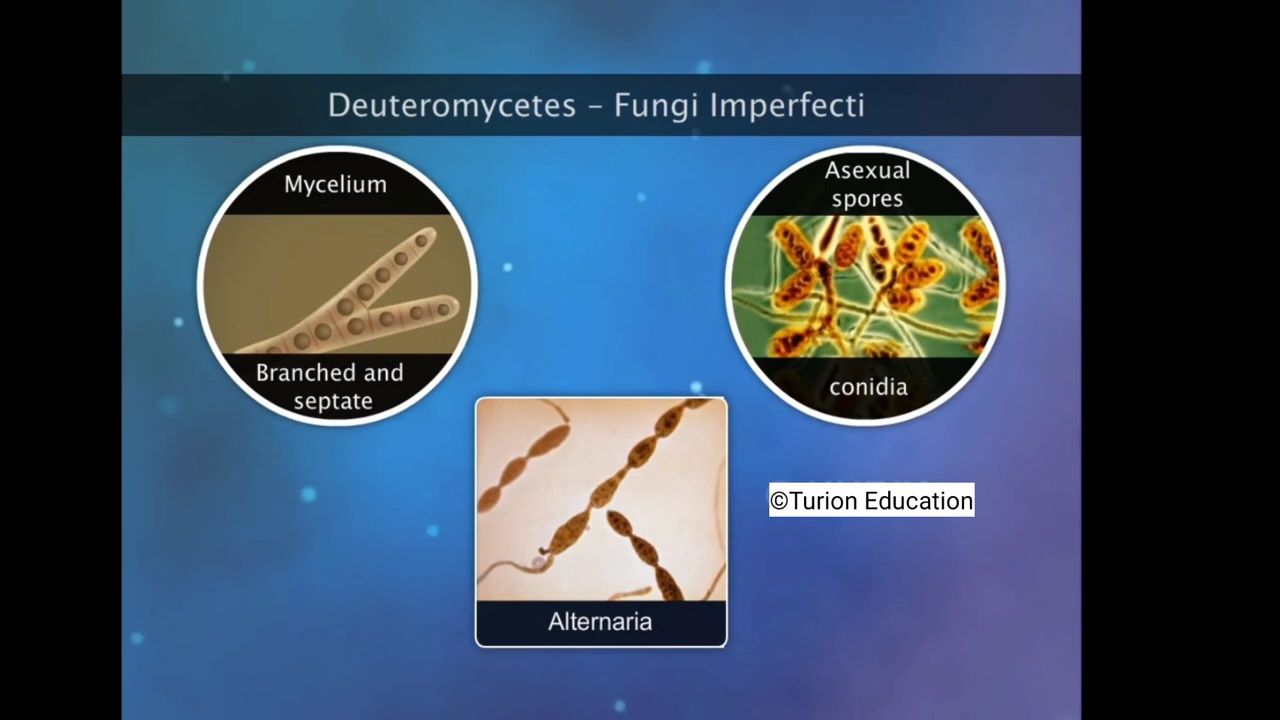 Deuteromycetes – Fungi Imperfecti
Mycelium
Branched and
septate
Asexual
spores
conidia
Alternaria
©Turion Education